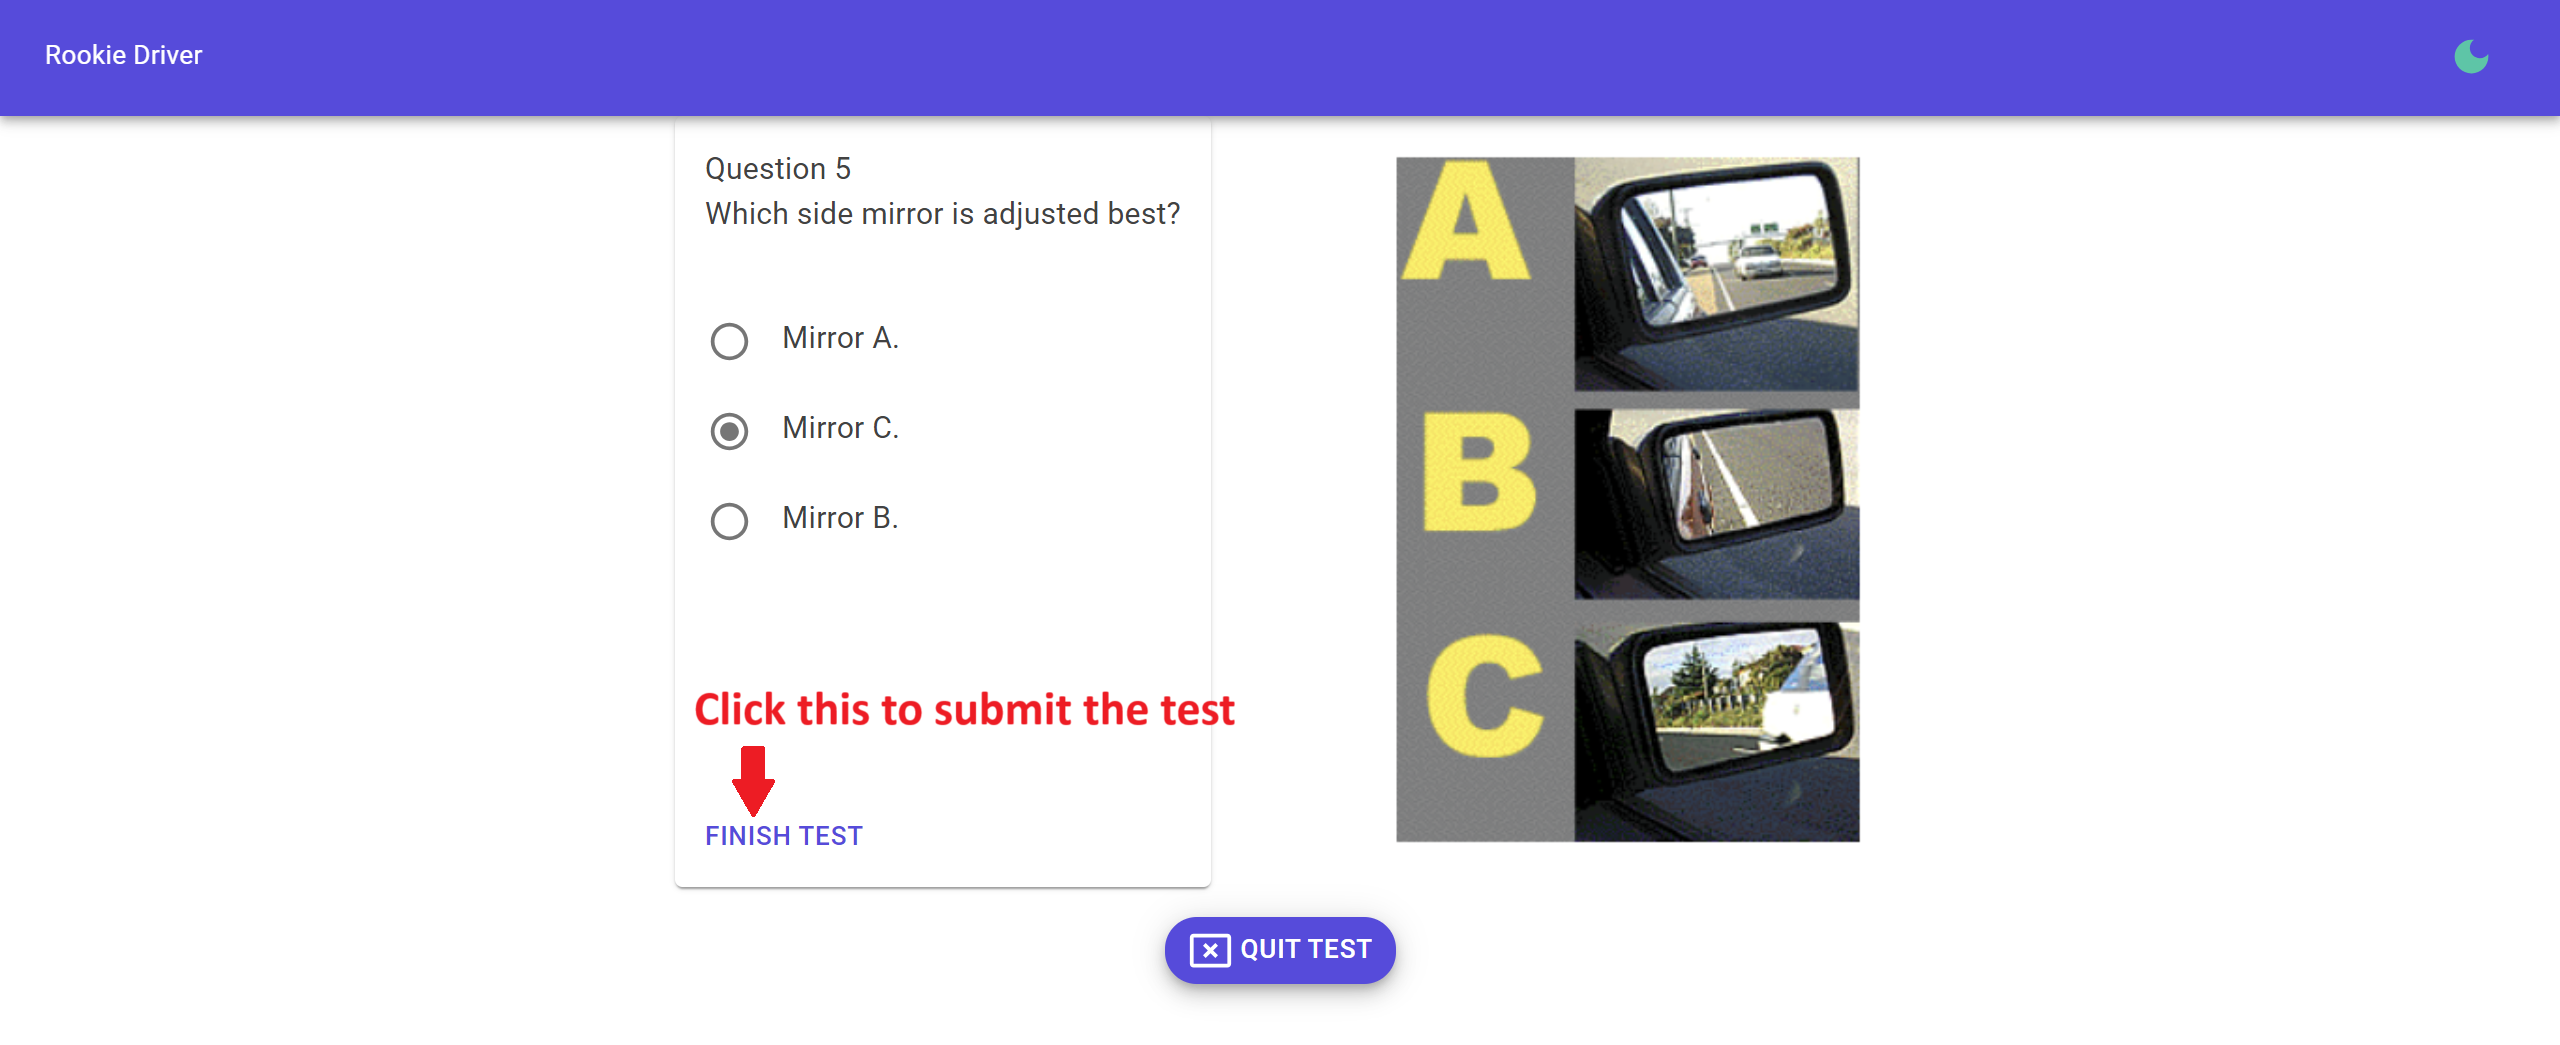 Rookie Driver
Question 5
Which side mirror is adjusted best?
Mirror A.
Mirror C.
Mirror B.
Click this to submit the test
FINISH TEST
A
B
C
QUIT TEST